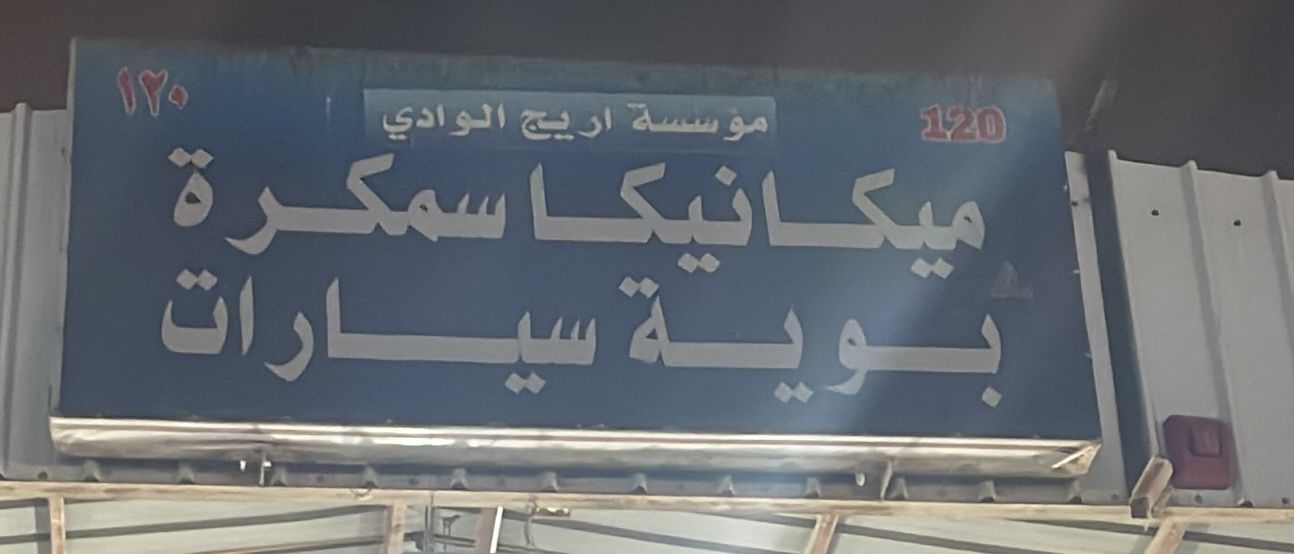 120 مؤسسة اريج الوادي ١٢٠
ميكانيكا سمكرة
بوية سيارات